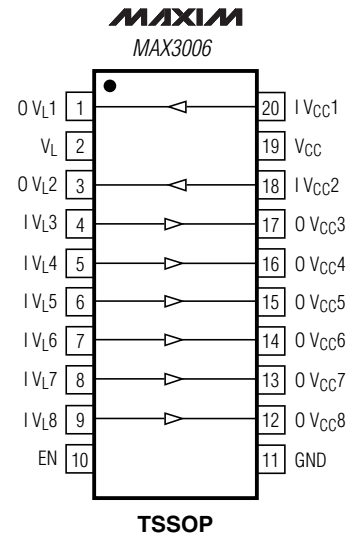 MAXIM
MAX3006
O VL1 1 20 I VCC1
VL 2 19 VCC
O VL2 3 18 I VCC2
I VL3 4 17 O VCC3
I VL4 5 16 O VCC4
I VL5 6 15 O VCC5
I VL6 7 14 O VCC6
I VL7 8 13 O VCC7
I VL8 9 12 O VCC8
EN 10 11 GND
TSSOP